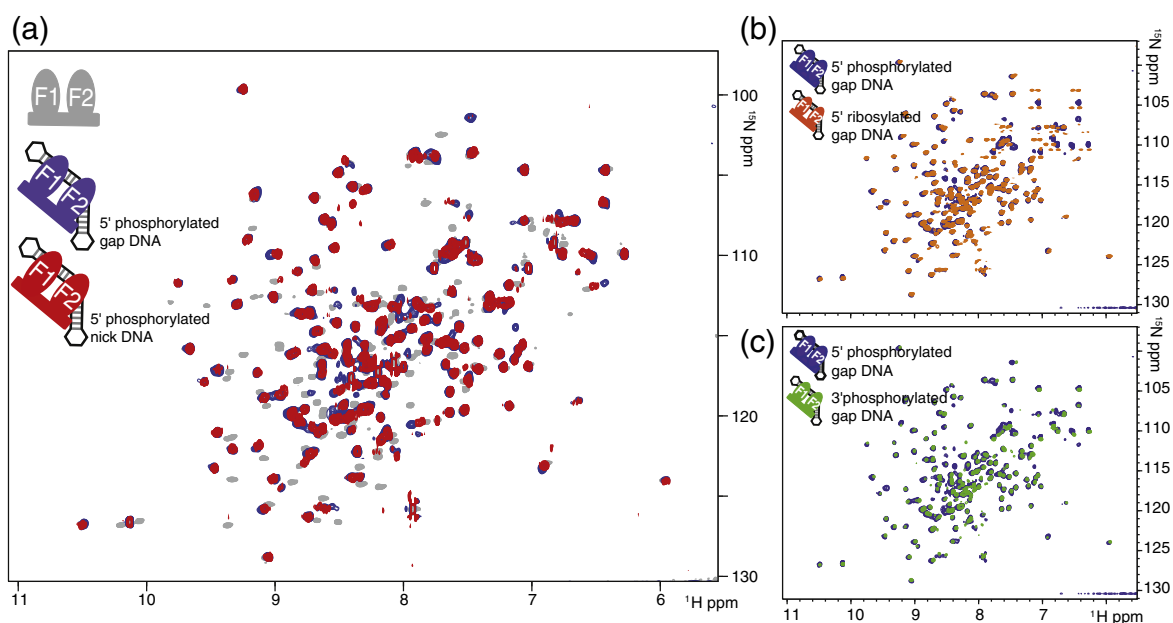 (a)
F1 F2
F1 F2
5' phosphorylated
gap DNA
F1 F2
5' phosphorylated
nick DNA
100
15N ppm
110
120
130
11 10 9 8 7 6 1H ppm
(b)
F1 F2
5' phosphorylated
gap DNA
F1 F2
5' ribosylated
gap DNA
15N ppm
105
110
115
120
125
130
(c)
F1 F2
5' phosphorylated
gap DNA
F1 F2
3'phosphorylated
gap DNA
15N ppm
105
110
115
120
125
130
11 10 9 8 7 1H ppm